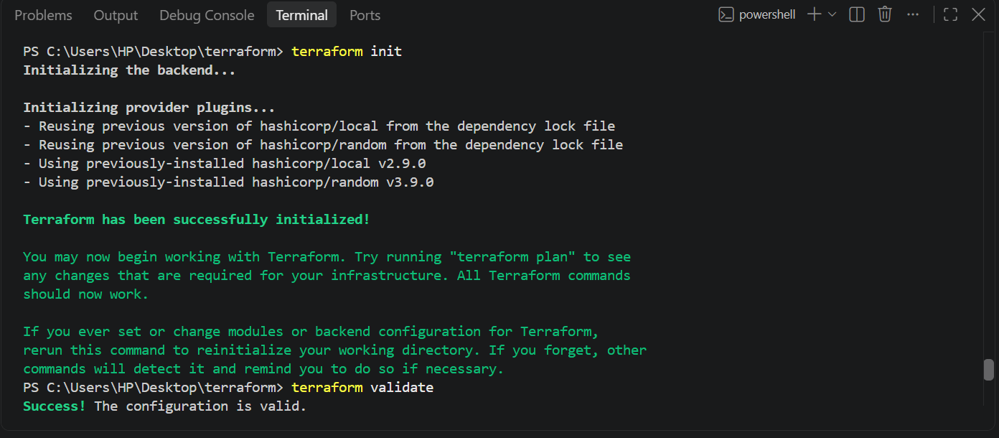 Problems Output Debug Console Terminal Ports powershell
PS C:\Users\HP\Desktop\terraform> terraform init
Initializing the backend...
Initializing provider plugins...
- Reusing previous version of hashicorp/local from the dependency lock file
- Reusing previous version of hashicorp/random from the dependency lock file
- Using previously-installed hashicorp/local v2.9.0
- Using previously-installed hashicorp/random v3.9.0
Terraform has been successfully initialized!
You may now begin working with Terraform. Try running "terraform plan" to see
any changes that are required for your infrastructure. All Terraform commands
should now work.
If you ever set or change modules or backend configuration for Terraform,
rerun this command to reinitialize your working directory. If you forget, other
commands will detect it and remind you to do so if necessary.
PS C:\Users\HP\Desktop\terraform> terraform validate
Success! The configuration is valid.